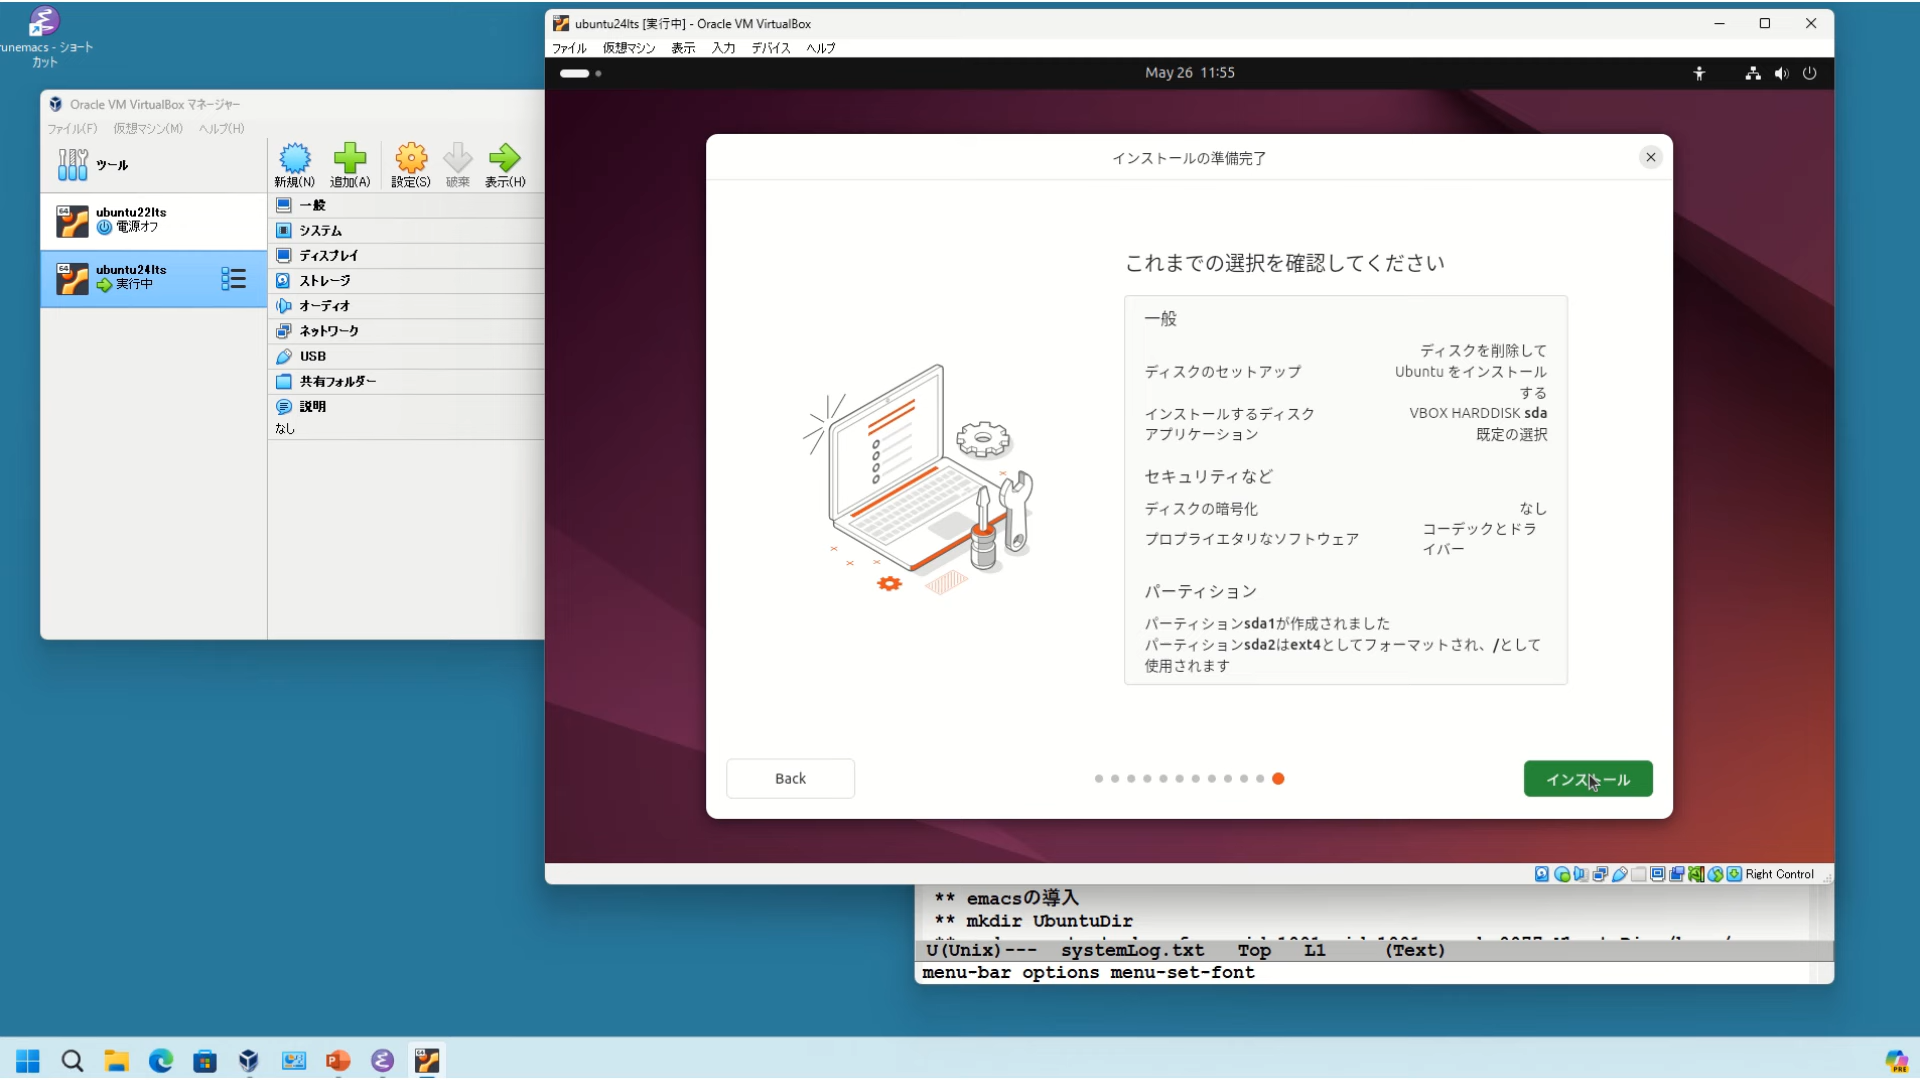 runemacs - ショート
カット
Oracle VM VirtualBox マネージャー
ファイル(F) 仮想マシン(M) ヘルプ(H)
ツール
新規(N) 追加(A) 設定(S) 破棄 表示(H)
64 ubuntu22lts
電源オフ
64 ubuntu24lts
実行中
一般
システム
ディスプレイ
ストレージ
オーディオ
ネットワーク
USB
共有フォルダー
説明
なし
ubuntu24lts [実行中] - Oracle VM VirtualBox
ファイル 仮想マシン 表示 入力 デバイス ヘルプ
May 26 11:55
インストールの準備完了
これまでの選択を確認してください
一般
ディスクのセットアップ
ディスクを削除して
Ubuntu をインストール
する
インストールするディスク VBOX HARDDISK sda
アプリケーション 既定の選択
セキュリティなど
ディスクの暗号化 なし
プロプライエタリなソフトウェア
コーデックとドラ
イバー
パーティション
パーティションsda1が作成されました
パーティションsda2はext4としてフォーマットされ、/として
使用されます
Back
インストール
Right Control
** emacsの導入
** mkdir UbuntuDir
U(Unix)--- systemLog.txt Top L1 (Text)
menu-bar options menu-set-font
PRE